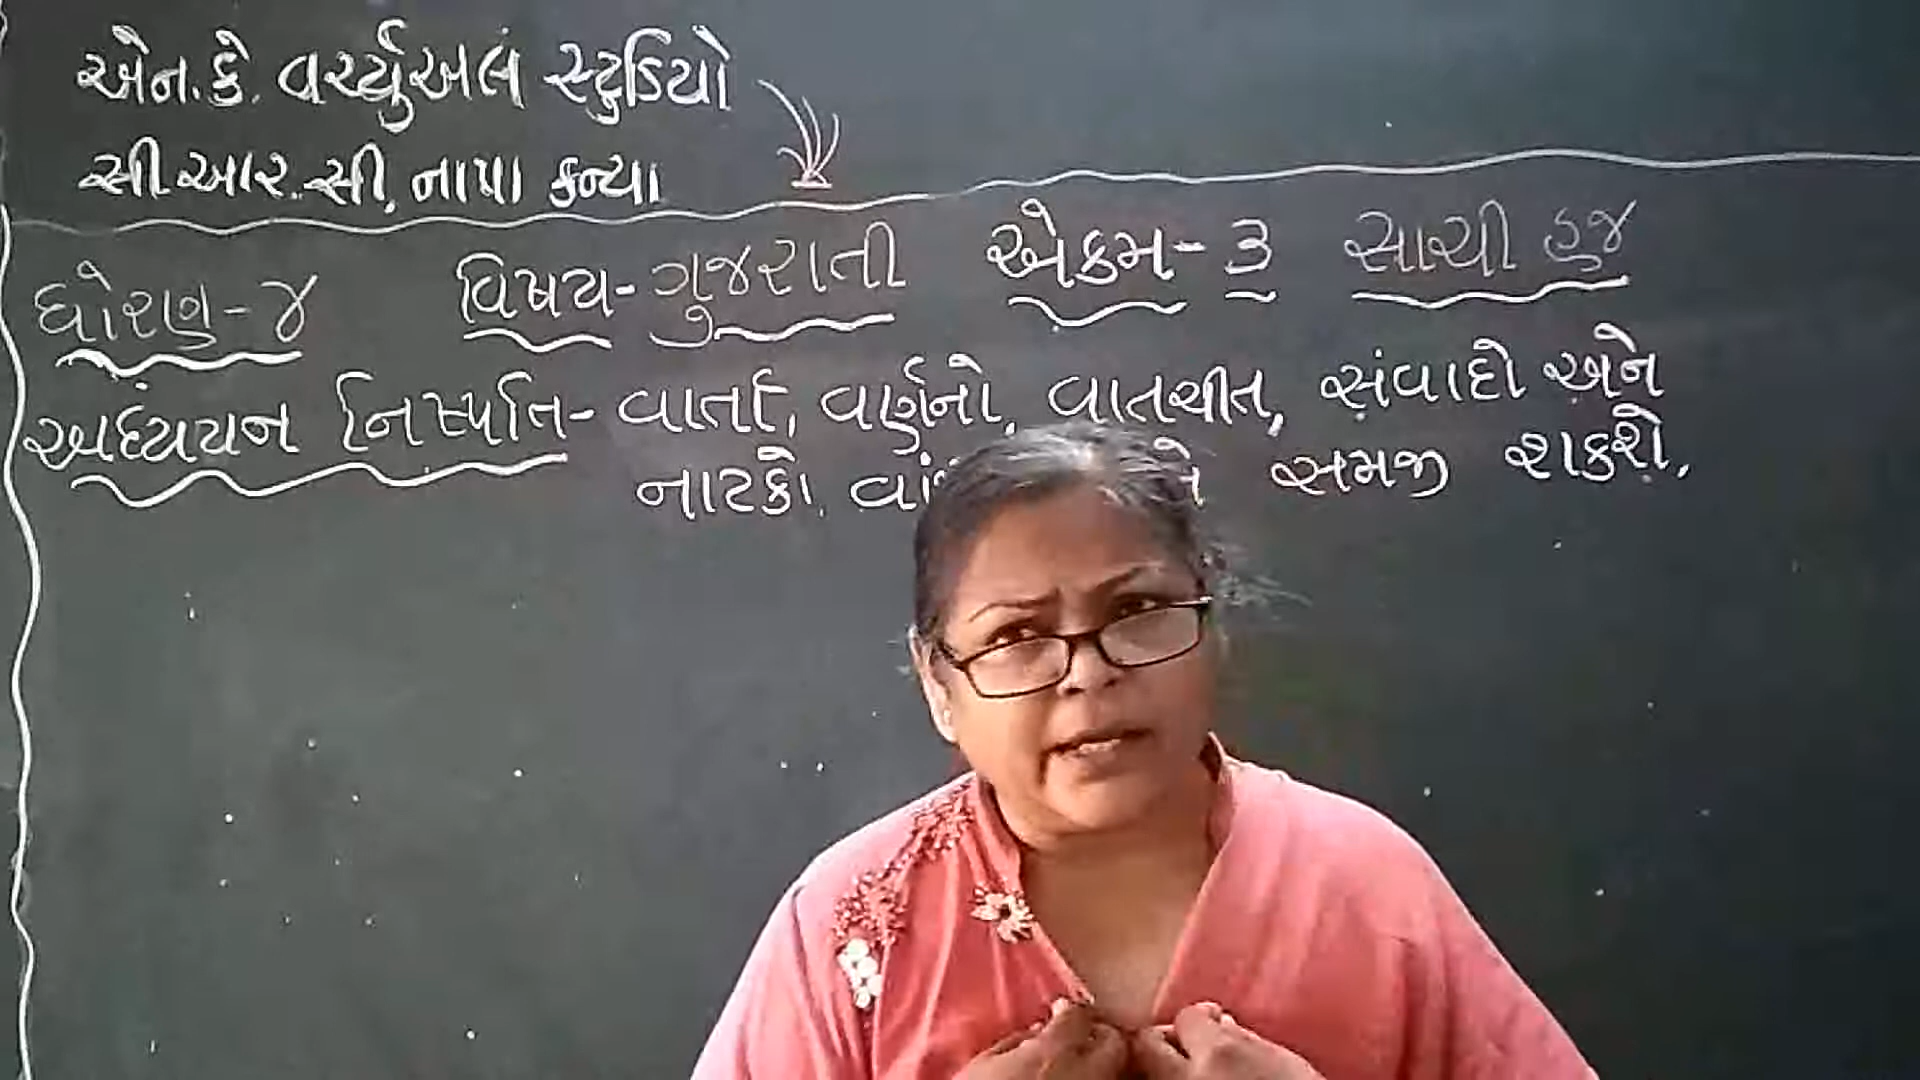 એન.કે. વર્ચ્યુઅલ સ્ટુડિયો
સી.આર.સી. નાપા કન્યા
ધોરણ-૪ વિષય-ગુજરાતી એકમ-૩ સાચી હજ
અધ્યયન નિષ્પતિ- વાર્તા, વર્ણનો, વાતચીત, સંવાદો અને
નાટકો સમજી શકશે.